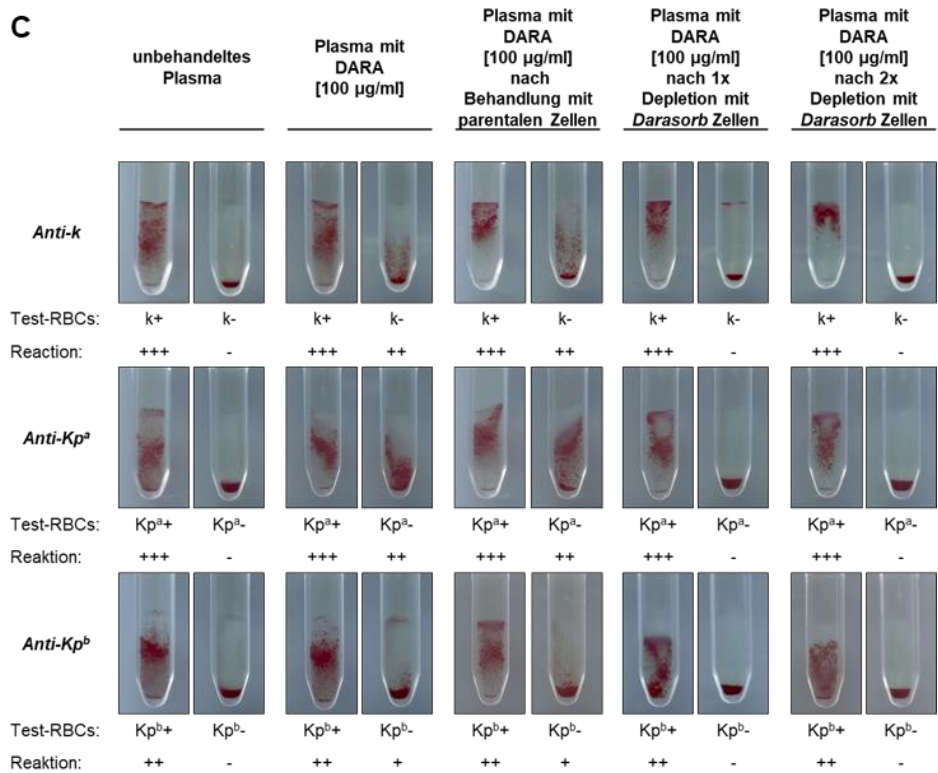 C
unbehandeltes
Plasma
Plasma mit
DARA
[100 µg/ml]
Plasma mit
DARA
[100 µg/ml]
nach
Behandlung mit
parentalen Zellen
Plasma mit
DARA
[100 µg/ml]
nach 1x
Depletion mit
Darasorb Zellen
Plasma mit
DARA
[100 µg/ml]
nach 2x
Depletion mit
Darasorb Zellen
Anti-k
Test-RBCs: k+ k- k+ k- k+ k- k+ k- k+ k-
Reaction: +++ - +++ ++ +++ ++ +++ - +++ -
Anti-Kpᵃ
Test-RBCs: Kpᵃ+ Kpᵃ- Kpᵃ+ Kpᵃ- Kpᵃ+ Kpᵃ- Kpᵃ+ Kpᵃ- Kpᵃ+ Kpᵃ-
Reaktion: +++ - +++ ++ +++ ++ +++ - +++ -
Anti-Kpᵇ
Test-RBCs: Kpᵇ+ Kpᵇ- Kpᵇ+ Kpᵇ- Kpᵇ+ Kpᵇ- Kpᵇ+ Kpᵇ- Kpᵇ+ Kpᵇ-
Reaktion: ++ - ++ + ++ + ++ - ++ -